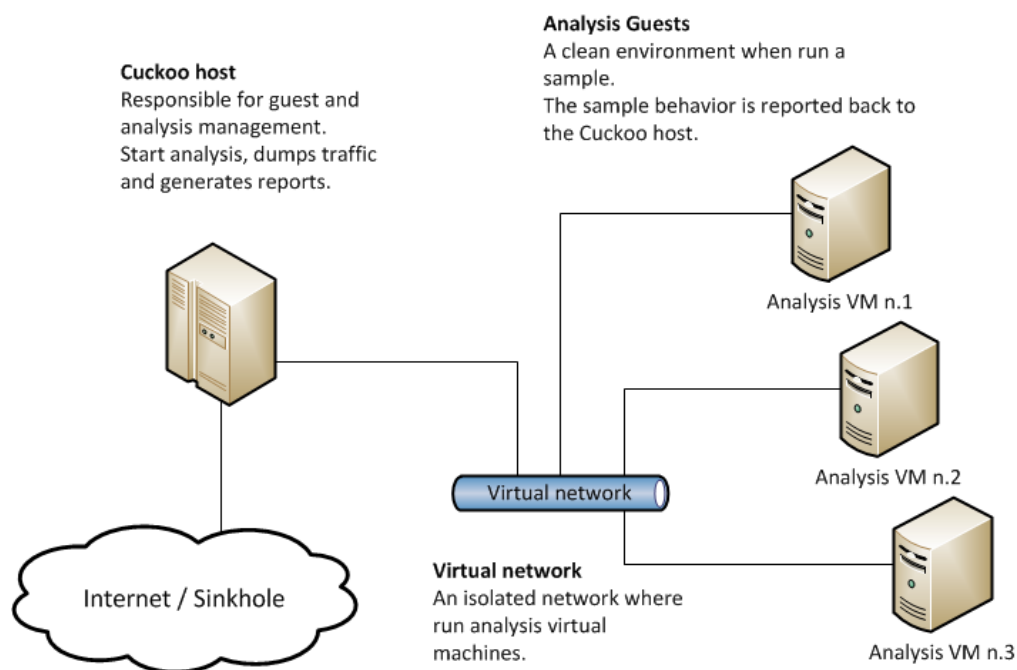 Cuckoo host
Responsible for guest and
analysis management.
Start analysis, dumps traffic
and generates reports.
Analysis Guests
A clean environment when run a
sample.
The sample behavior is reported back to
the Cuckoo host.
Analysis VM n.1
Analysis VM n.2
Virtual network
Internet / Sinkhole
Virtual network
An isolated network where
run analysis virtual
machines.
Analysis VM n.3